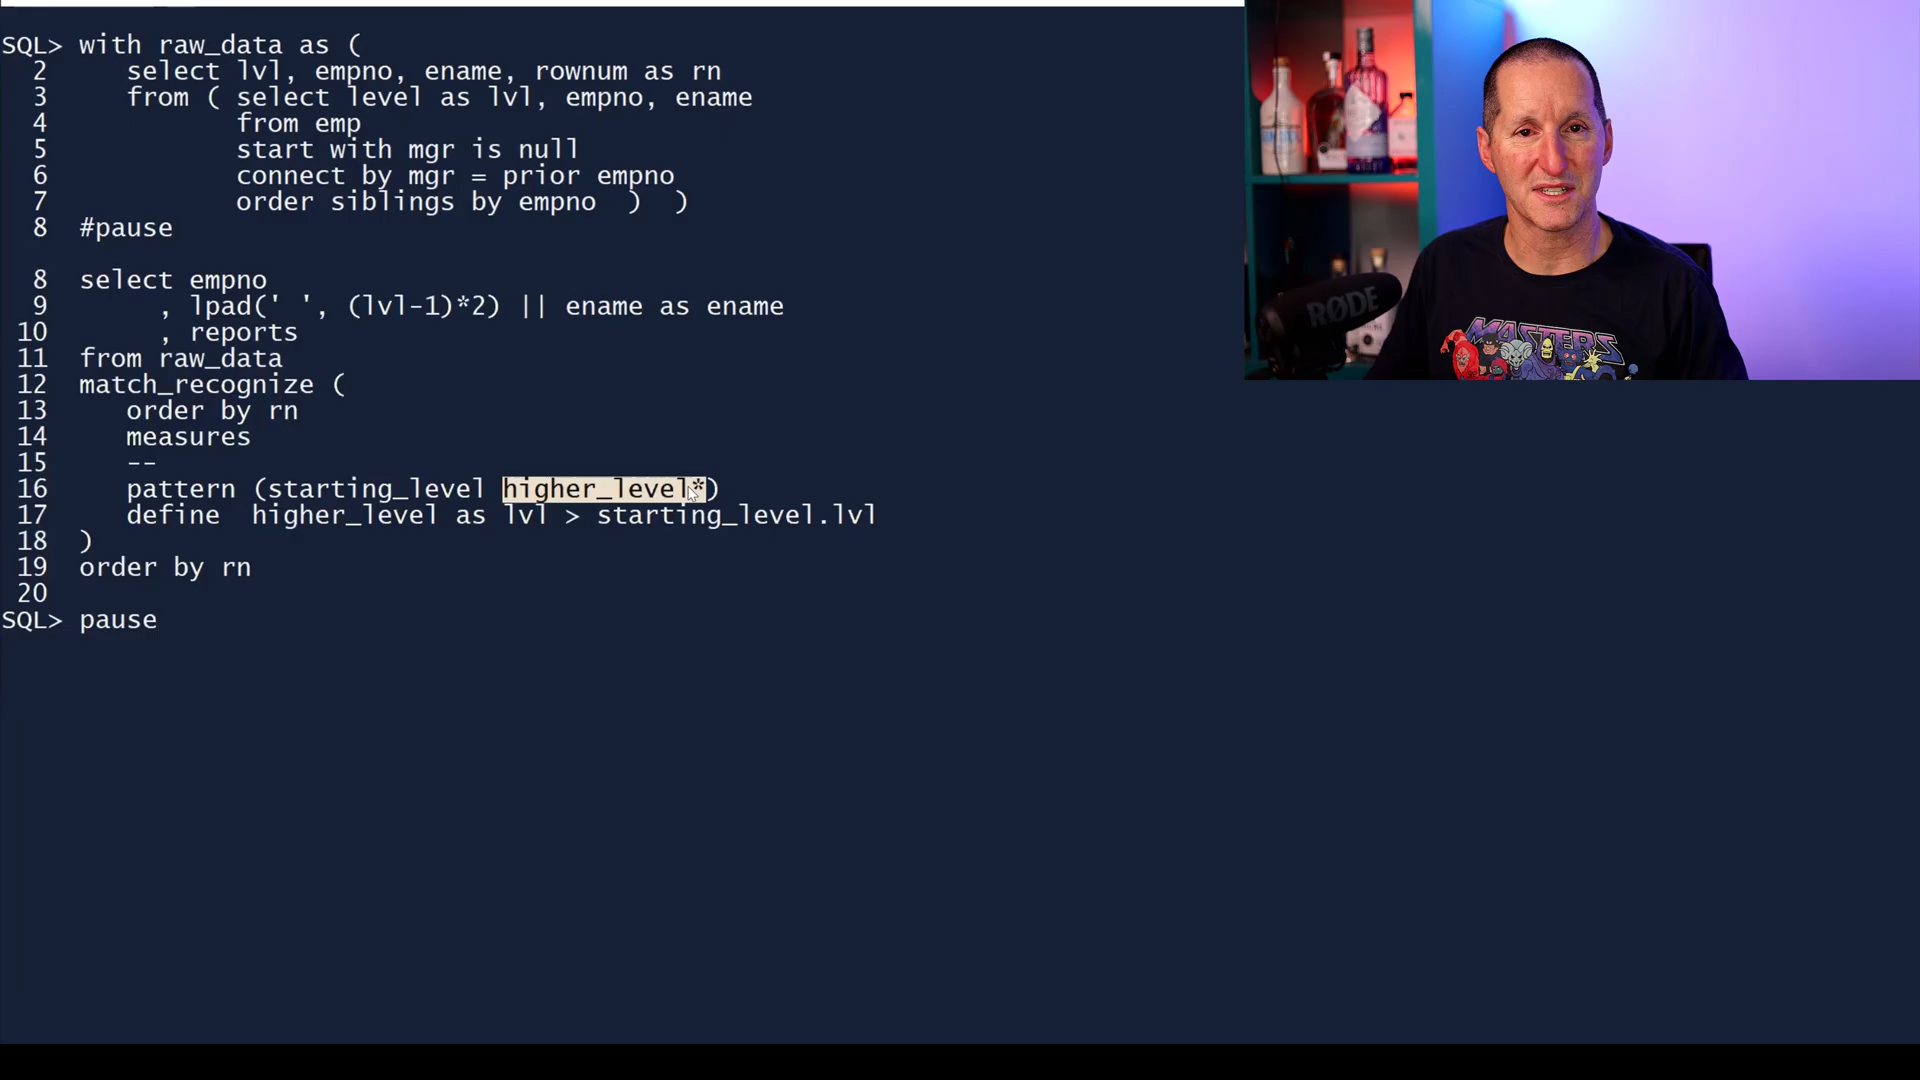 SQL> with raw_data as (
2 select lvl, empno, ename, rownum as rn
3 from ( select level as lvl, empno, ename
4 from emp
5 start with mgr is null
6 connect by mgr = prior empno
7 order siblings by empno ) )
8 #pause
8 select empno
9 , lpad(' ', (lvl-1)*2) || ename as ename
10 , reports
11 from raw_data
12 match_recognize (
13 order by rn
14 measures
15 --
16 pattern (starting_level higher_level*)
17 define higher_level as lvl > starting_level.lvl
18 )
19 order by rn
20
SQL> pause
RØDE
MASTERS